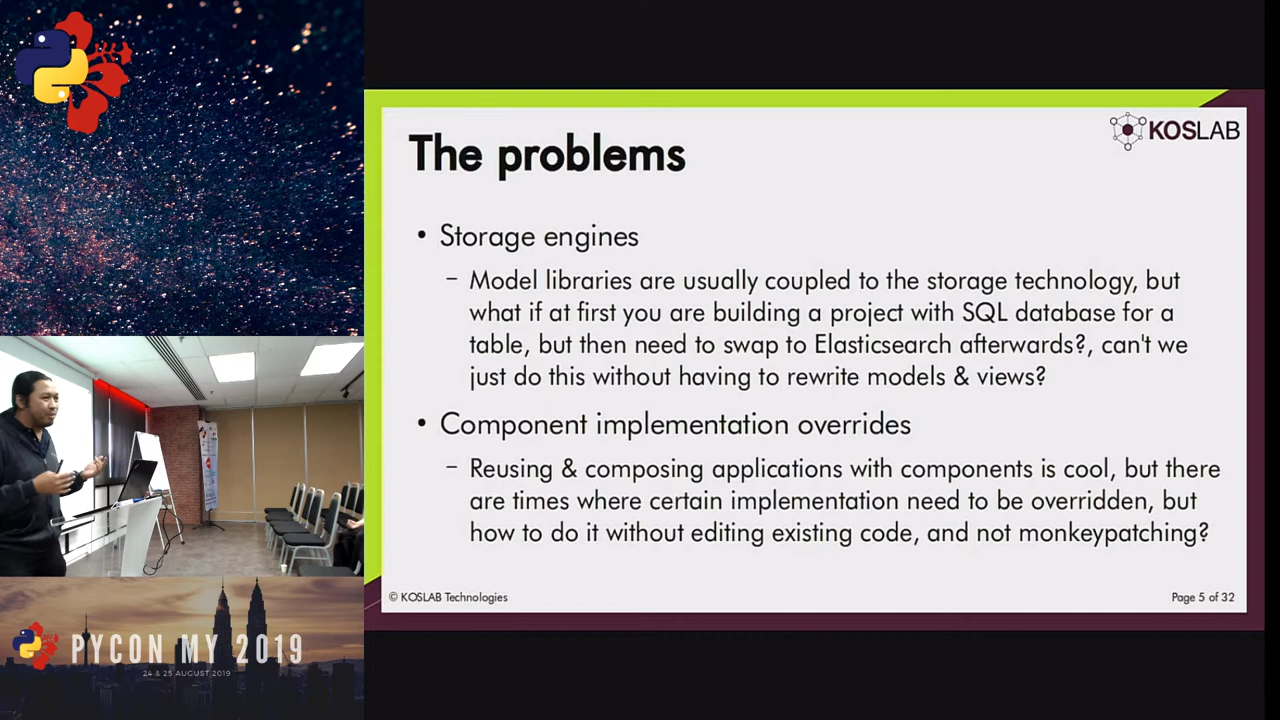 The problems
KOSLAB
• Storage engines
– Model libraries are usually coupled to the storage technology, but
what if at first you are building a project with SQL database for a
table, but then need to swap to Elasticsearch afterwards?, can't we
just do this without having to rewrite models & views?
• Component implementation overrides
– Reusing & composing applications with components is cool, but there
are times where certain implementation need to be overridden, but
how to do it without editing existing code, and not monkeypatching?
© KOSLAB Technologies
Page 5 of 32
PYCON MY 2019
24 & 25 AUGUST 2019